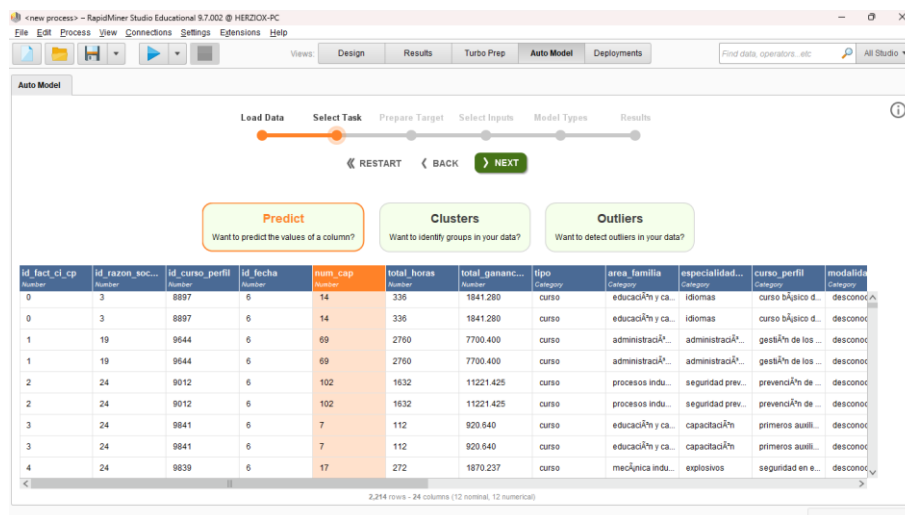 <new process> – RapidMiner Studio Educational 9.7.002 @ HERZIOX-PC
File Edit Process View Connections Settings Extensions Help
Views: Design Results Turbo Prep Auto Model Deployments Find data, operators...etc All Studio
Auto Model
Load Data Select Task Prepare Target Select Inputs Model Types Results
RESTART BACK NEXT
Predict Clusters Outliers
Want to predict the values of a column? Want to identify groups in your data? Want to detect outliers in your data?
id_fact_ci_cp id_razon_soc... id_curso_perfil id_fecha num_cap total_horas total_gananc... tipo area_familia especialidad... curso_perfil modalida
Number Number Number Number Number Number Number Category Category Category Category Category
0 3 8897 6 14 336 1841.280 curso educaciÃ³n y ca... idiomas curso bÃ¡sico d... desconoc
0 3 8897 6 14 336 1841.280 curso educaciÃ³n y ca... idiomas curso bÃ¡sico d... desconoc
1 19 9644 6 69 2760 7700.400 curso administraciÃ³... administraciÃ³... gestiÃ³n de los ... desconoc
1 19 9644 6 69 2760 7700.400 curso administraciÃ³... administraciÃ³... gestiÃ³n de los ... desconoc
2 24 9012 6 102 1632 11221.425 curso procesos indu... seguridad prev... prevenciÃ³n de ... desconoc
2 24 9012 6 102 1632 11221.425 curso procesos indu... seguridad prev... prevenciÃ³n de ... desconoc
3 24 9841 6 7 112 920.640 curso educaciÃ³n y ca... capacitaciÃ³n primeros auxili... desconoc
3 24 9841 6 7 112 920.640 curso educaciÃ³n y ca... capacitaciÃ³n primeros auxili... desconoc
4 24 9839 6 17 272 1870.237 curso mecÃ¡nica indu... explosivos seguridad en e... desconoc
2,214 rows - 24 columns (12 nominal, 12 numerical)